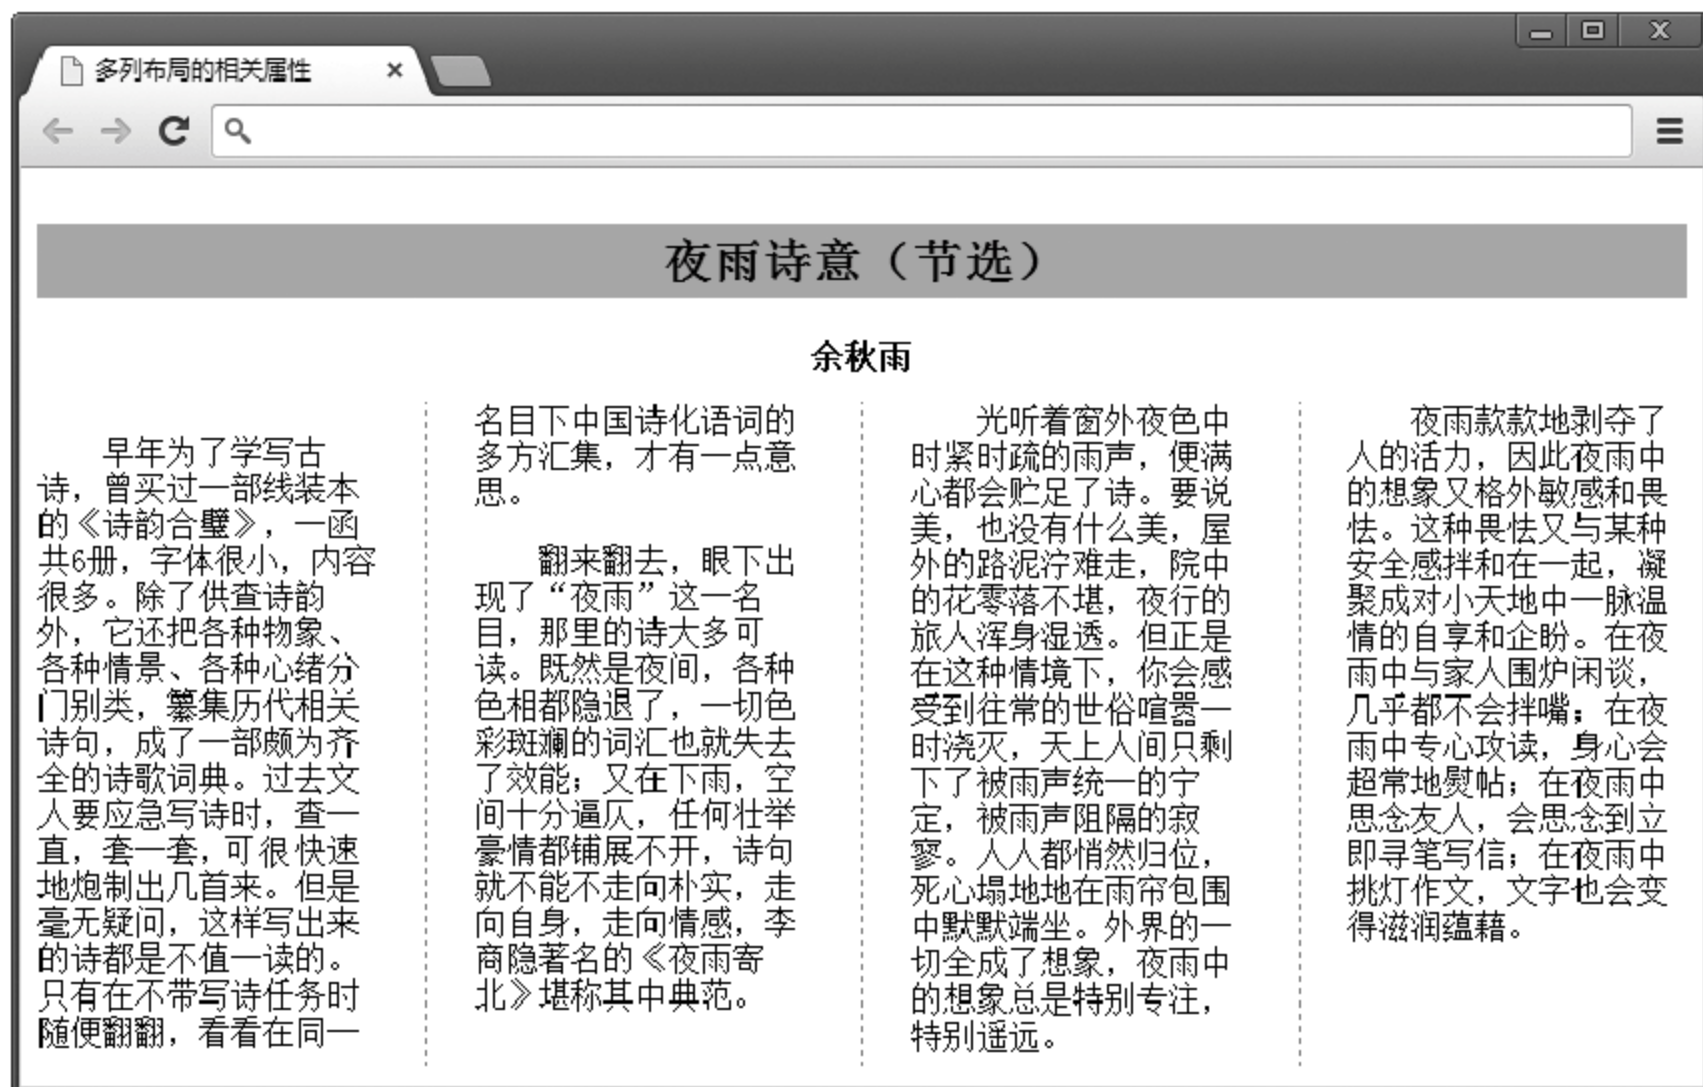 多列布局的相关属性
夜雨诗意（节选）
余秋雨
早年为了学写古
诗，曾买过一部线装本
的《诗韵合璧》，一函
共6册，字体很小，内容
很多。除了供查诗韵
外，它还把各种物象、
各种情景、各种心绪分
门别类，纂集历代相关
诗句，成了一部颇为齐
全的诗歌词典。过去文
人要应急写诗时，查一
直，套一套，可很快速
地炮制出几首来。但是
毫无疑问，这样写出来
的诗都是不值一读的。
只有在不带写诗任务时
随便翻翻，看看在同一
名目下中国诗化语词的
多方汇集，才有一点意
思。
翻来翻去，眼下出
现了“夜雨”这一名
目，那里的诗大多可
读。既然是夜间，各种
色相都隐退了，一切色
彩斑斓的词汇也就失去
了效能；又在下雨，空
间十分逼仄，任何壮举
豪情都铺展不开，诗句
就不能不走向朴实，走
向自身，走向情感，李
商隐著名的《夜雨寄
北》堪称其中典范。
光听着窗外夜色中
时紧时疏的雨声，便满
心都会贮足了诗。要说
美，也没有什么美，屋
外的路泥泞难走，院中
的花零落不堪，夜行的
旅人浑身湿透。但正是
在这种情境下，你会感
受到往常的世俗喧嚣一
时浇灭，天上人间只剩
下了被雨声统一的宁
定，被雨声阻隔的寂
寥。人人都悄然归位，
死心塌地地在雨帘包围
中默默端坐。外界的一
切全成了想象，夜雨中
的想象总是特别专注，
特别遥远。
夜雨款款地剥夺了
人的活力，因此夜雨中
的想象又格外敏感和畏
怯。这种畏怯又与某种
安全感拌和在一起，凝
聚成对小天地中一脉温
情的自享和企盼。在夜
雨中与家人围炉闲谈，
几乎都不会拌嘴；在夜
雨中专心攻读，身心会
超常地熨帖；在夜雨中
思念友人，会思念到立
即寻笔写信；在夜雨中
挑灯作文，文字也会变
得滋润蕴藉。